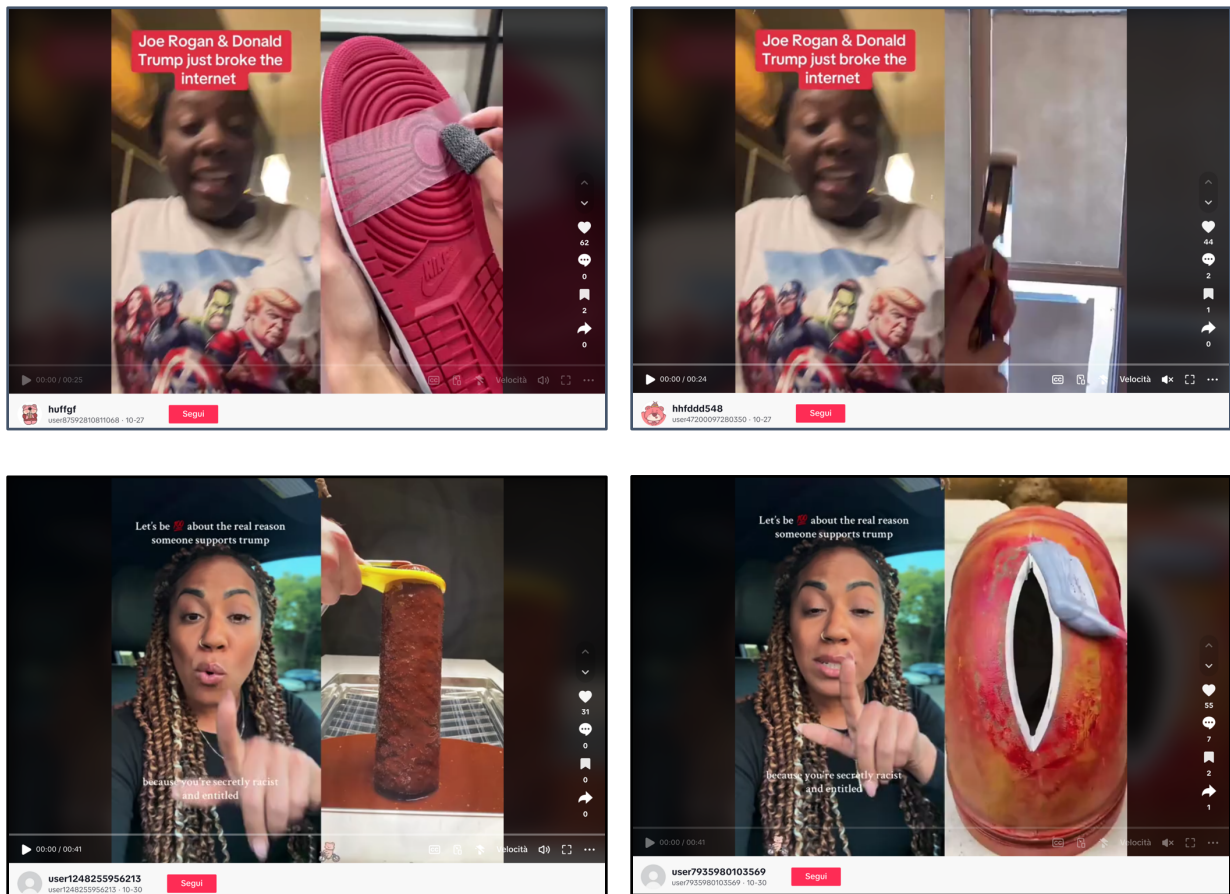 Joe Rogan & Donald
Trump just broke the
internet
NIKE
62
0
2
0
00:00 / 00:25
CC
Velocità
huffgf
user87592810811068 · 10-27
Segui
Joe Rogan & Donald
Trump just broke the
internet
44
2
1
0
00:00 / 00:24
CC
Velocità
hhfddd548
user47200097280350 · 10-27
Segui
Let's be 💯 about the real reason
someone supports trump
because you're secretly racist
and entitled
31
0
0
0
00:00 / 00:41
CC
Velocità
user1248255956213
user1248255956213 · 10-30
Segui
Let's be 💯 about the real reason
someone supports trump
because you're secretly racist
and entitled
55
7
2
1
00:00 / 00:41
CC
Velocità
user7935980103569
user7935980103569 · 10-30
Segui